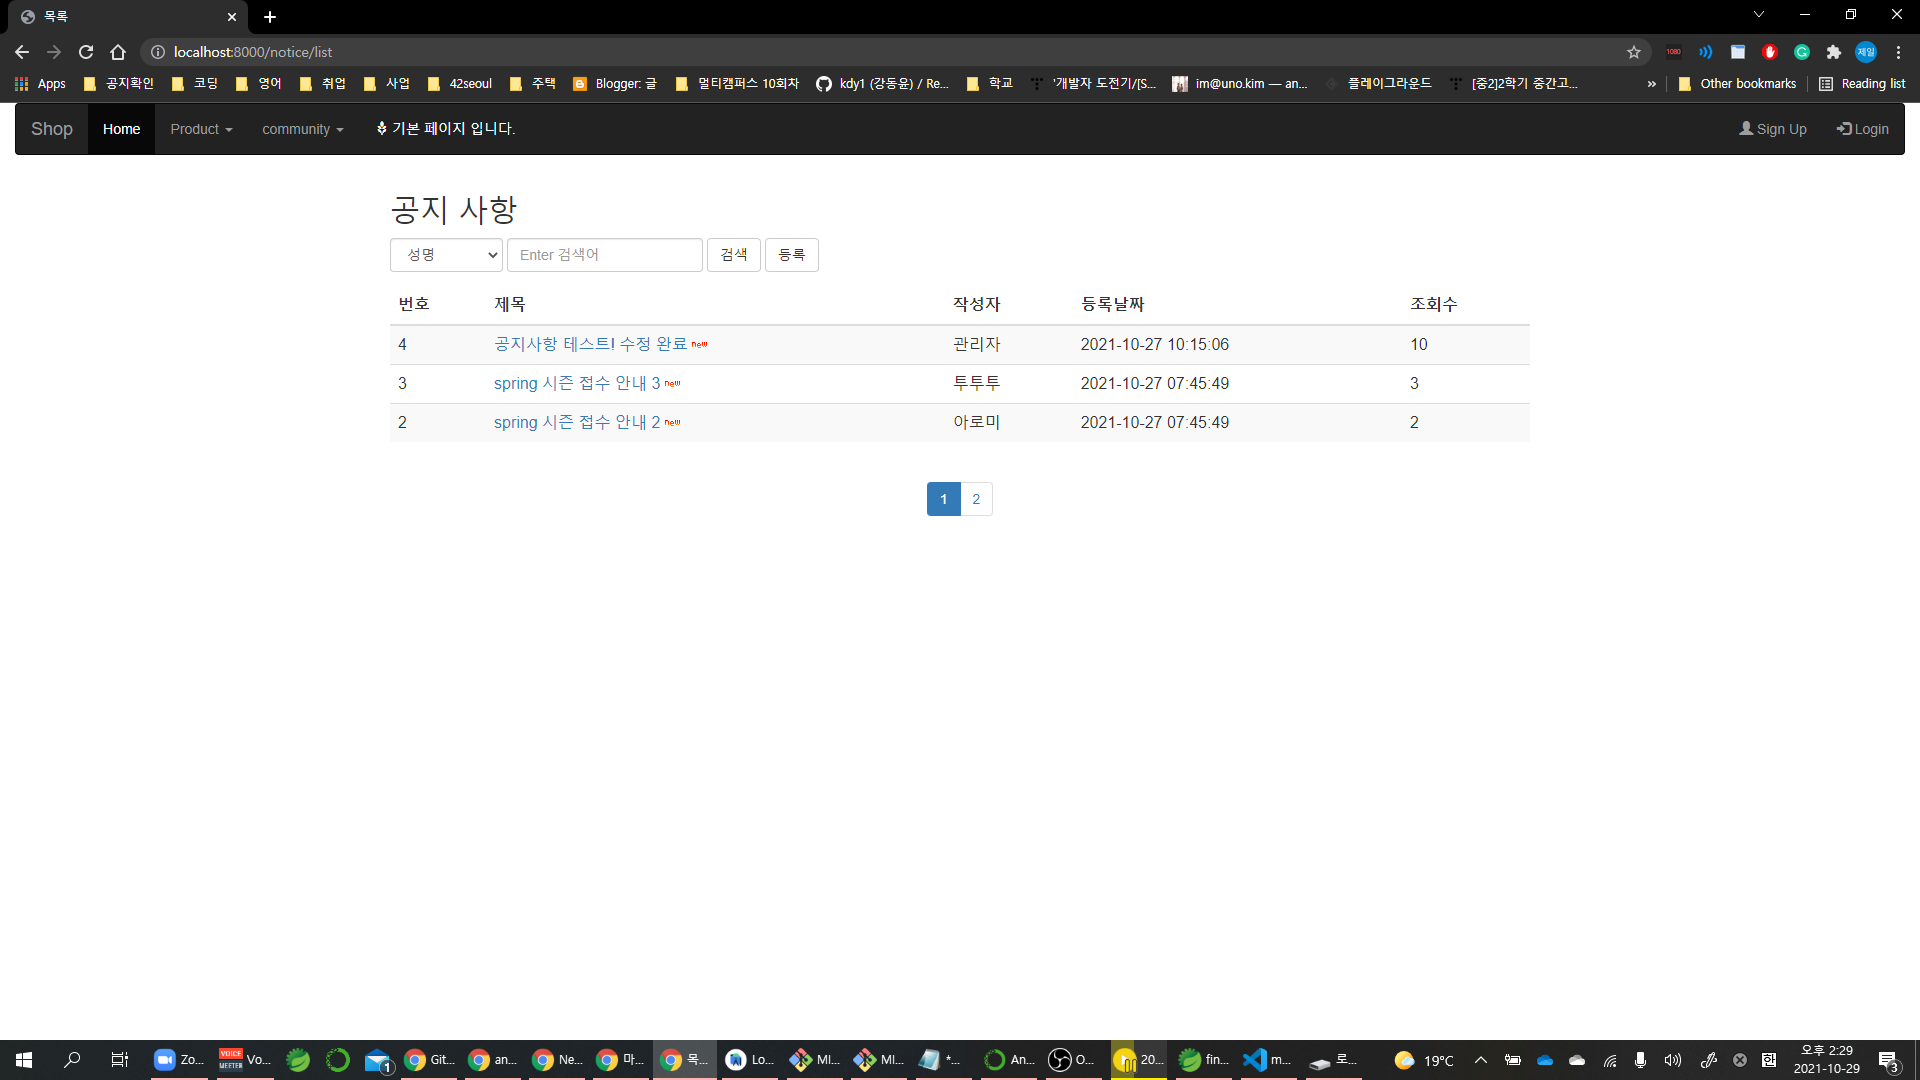 목록
localhost:8000/notice/list
1080
제일
Apps 공지확인 코딩 영어 취업 사업 42seoul 주택 Blogger: 글 멀티캠퍼스 10회차 kdy1 (강동윤) / Re... 학교 '개발자 도전기/[S... im@uno.kim — an... 플레이그라운드 [중2]2학기 중간고... » Other bookmarks Reading list
Shop Home Product community 기본 페이지 입니다. Sign Up Login
공지 사항
성명 Enter 검색어 검색 등록
번호 제목 작성자 등록날짜 조회수
4 공지사항 테스트! 수정 완료 new 관리자 2021-10-27 10:15:06 10
3 spring 시즌 접수 안내 3 new 투투투 2021-10-27 07:45:49 3
2 spring 시즌 접수 안내 2 new 아로미 2021-10-27 07:45:49 2
1 2
Zo... VOICE MEETER Vo... 1 Git... an... Ne... 마... 목... Lo... MI... MI... *... An... O... 20... fin... m... 로... 19°C 한 오후 2:29
2021-10-29 3